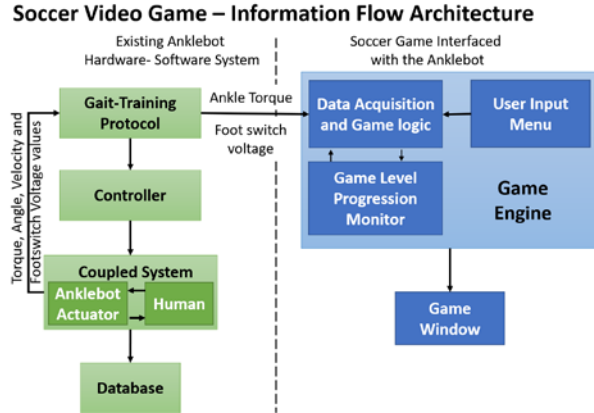 Soccer Video Game – Information Flow Architecture
Existing Anklebot
Hardware- Software System
Soccer Game Interfaced
with the Anklebot
Torque, Angle, Velocity and
Footswitch Voltage values
Gait-Training
Protocol
Ankle Torque
Foot switch
voltage
Data Acquisition
and Game logic
User Input
Menu
Controller
Game Level
Progression
Monitor
Game
Engine
Coupled System
Anklebot
Actuator
Human
Game
Window
Database